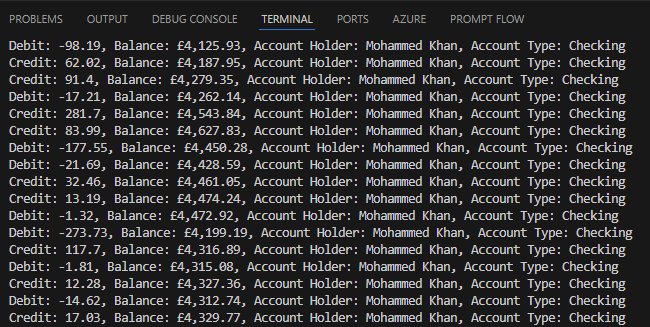 PROBLEMS OUTPUT DEBUG CONSOLE TERMINAL PORTS AZURE PROMPT FLOW
Debit: -98.19, Balance: £4,125.93, Account Holder: Mohammed Khan, Account Type: Checking
Credit: 62.02, Balance: £4,187.95, Account Holder: Mohammed Khan, Account Type: Checking
Credit: 91.4, Balance: £4,279.35, Account Holder: Mohammed Khan, Account Type: Checking
Debit: -17.21, Balance: £4,262.14, Account Holder: Mohammed Khan, Account Type: Checking
Credit: 281.7, Balance: £4,543.84, Account Holder: Mohammed Khan, Account Type: Checking
Credit: 83.99, Balance: £4,627.83, Account Holder: Mohammed Khan, Account Type: Checking
Debit: -177.55, Balance: £4,450.28, Account Holder: Mohammed Khan, Account Type: Checking
Debit: -21.69, Balance: £4,428.59, Account Holder: Mohammed Khan, Account Type: Checking
Credit: 32.46, Balance: £4,461.05, Account Holder: Mohammed Khan, Account Type: Checking
Credit: 13.19, Balance: £4,474.24, Account Holder: Mohammed Khan, Account Type: Checking
Debit: -1.32, Balance: £4,472.92, Account Holder: Mohammed Khan, Account Type: Checking
Debit: -273.73, Balance: £4,199.19, Account Holder: Mohammed Khan, Account Type: Checking
Credit: 117.7, Balance: £4,316.89, Account Holder: Mohammed Khan, Account Type: Checking
Debit: -1.81, Balance: £4,315.08, Account Holder: Mohammed Khan, Account Type: Checking
Credit: 12.28, Balance: £4,327.36, Account Holder: Mohammed Khan, Account Type: Checking
Debit: -14.62, Balance: £4,312.74, Account Holder: Mohammed Khan, Account Type: Checking
Credit: 17.03, Balance: £4,329.77, Account Holder: Mohammed Khan, Account Type: Checking